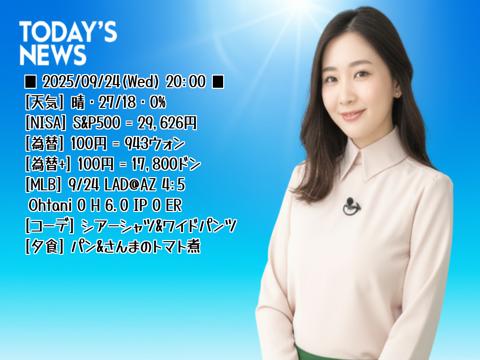 TODAY'S
NEWS
■ 2025/09/24(Wed) 20:00 ■
[天気] 晴・27/18・0%
[NISA] S&P500 = 29,626円
[為替] 100円 = 943ウォン
[為替+] 100円 = 17,800ドン
[MLB] 9/24 LAD@AZ 4:5
Ohtani 0 H 6.0 IP 0 ER
[コーデ] シアーシャツ&ワイドパンツ
[夕食] パン&さんまのトマト煮